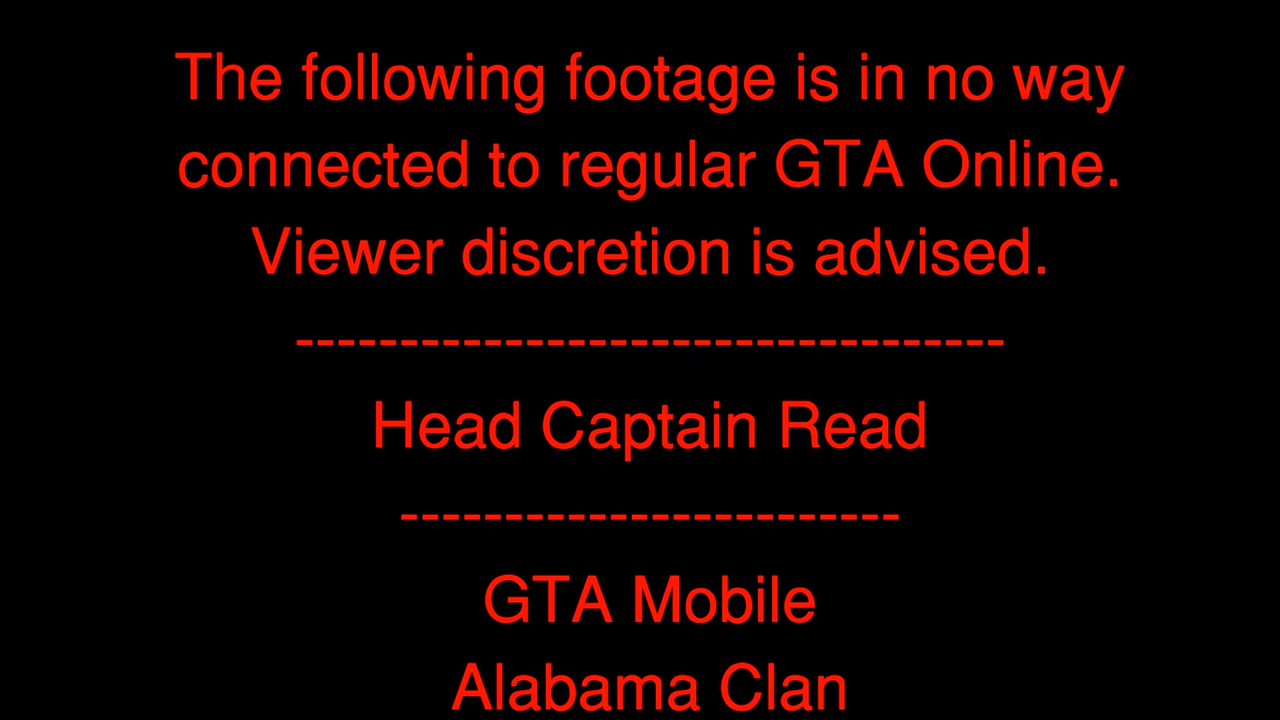 The following footage is in no way
connected to regular GTA Online.
Viewer discretion is advised.
----------------------------------
Head Captain Read
------------------------
GTA Mobile
Alabama Clan